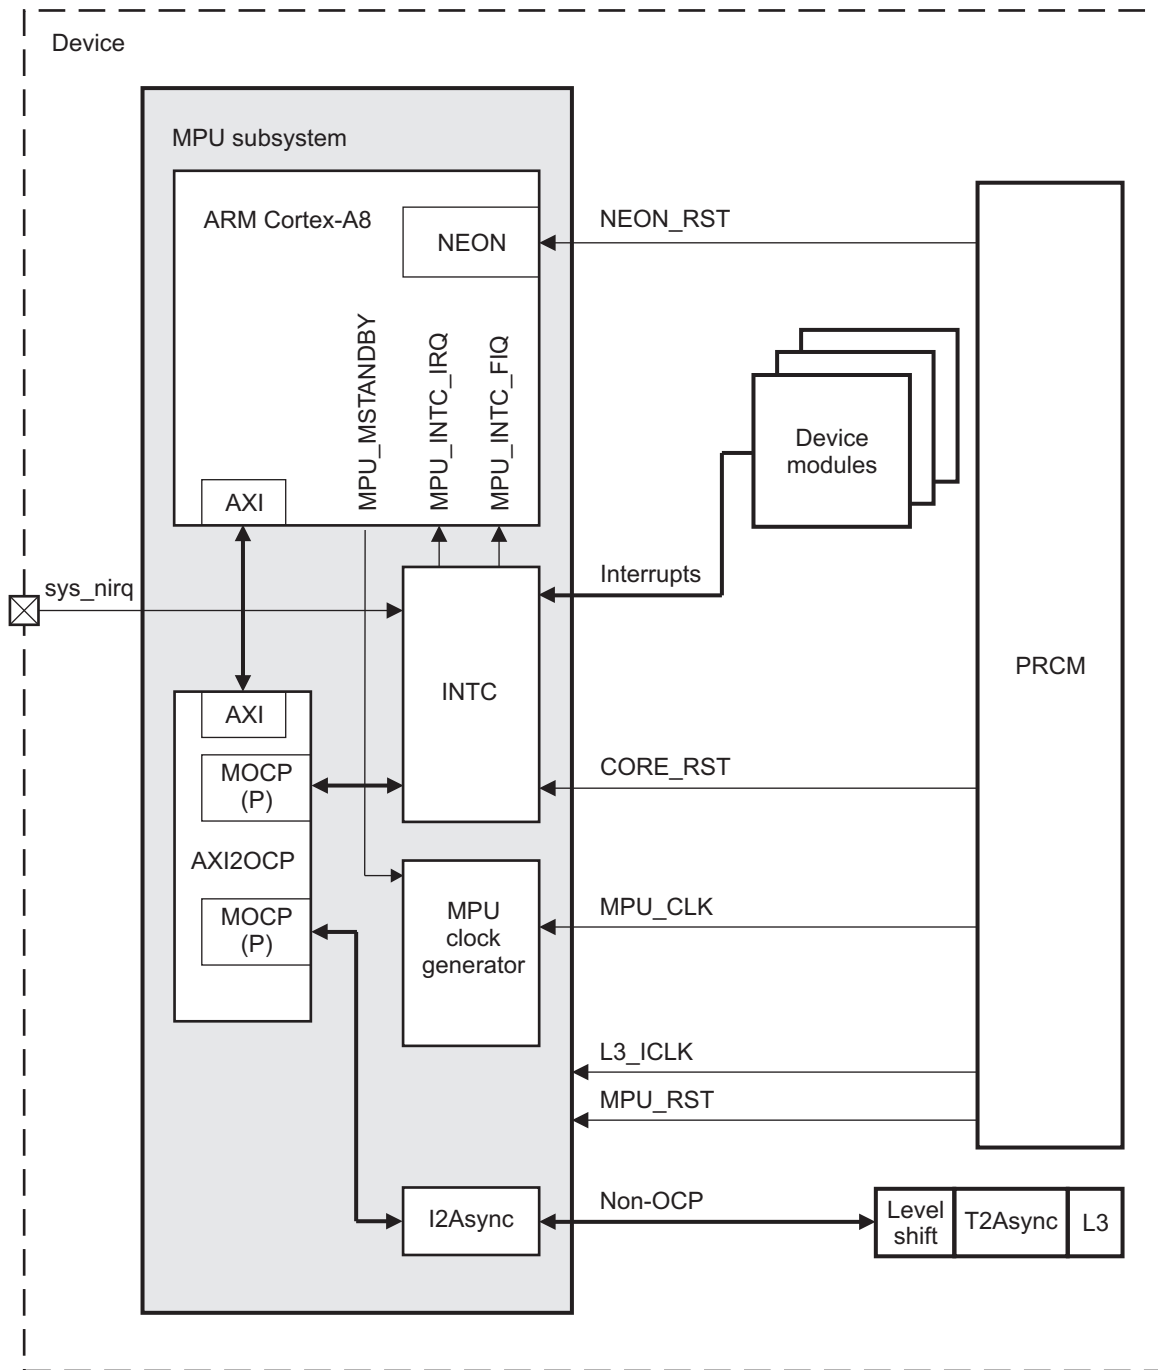 Device
MPU subsystem
ARM Cortex-A8
NEON
NEON_RST
MPU_MSTANDBY
MPU_INTC_IRQ
MPU_INTC_FIQ
Device
modules
AXI
sys_nirq
Interrupts
PRCM
INTC
AXI
MOCP
(P)
CORE_RST
AXI2OCP
MOCP
(P)
MPU
clock
generator
MPU_CLK
L3_ICLK
MPU_RST
I2Async
Non-OCP
Level
shift
T2Async
L3